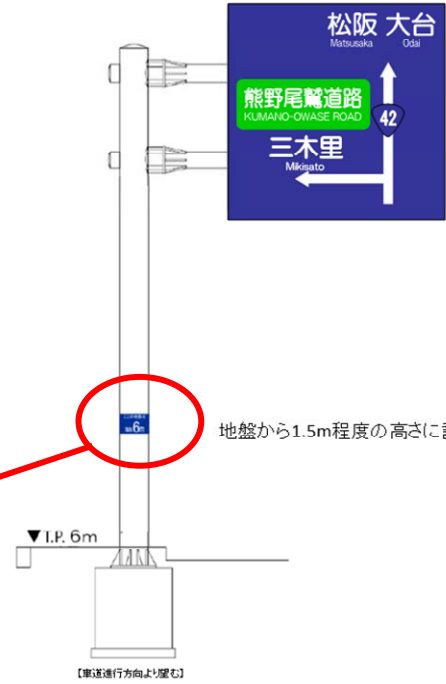 松阪 大台
Matsusaka Odai
熊野尾鷲道路
KUMANO-OWASE ROAD
42
三木里
Mikisato
6m
地盤から1.5m程度の高さに
▼T.P. 6m
【車道進行方向より望む】